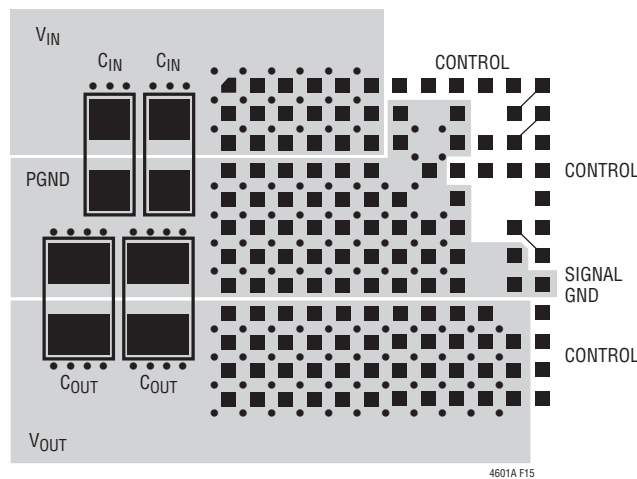 VIN
CIN
CIN
CONTROL
PGND
CONTROL
SIGNAL
GND
CONTROL
COUT
COUT
VOUT
4601A F15